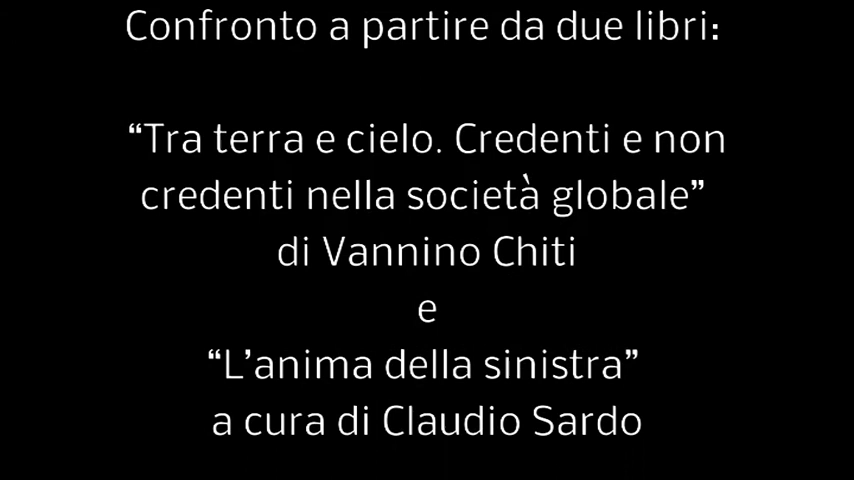 Confronto a partire da due libri:
“Tra terra e cielo. Credenti e non
credenti nella società globale”
di Vannino Chiti
e
“L’anima della sinistra”
a cura di Claudio Sardo